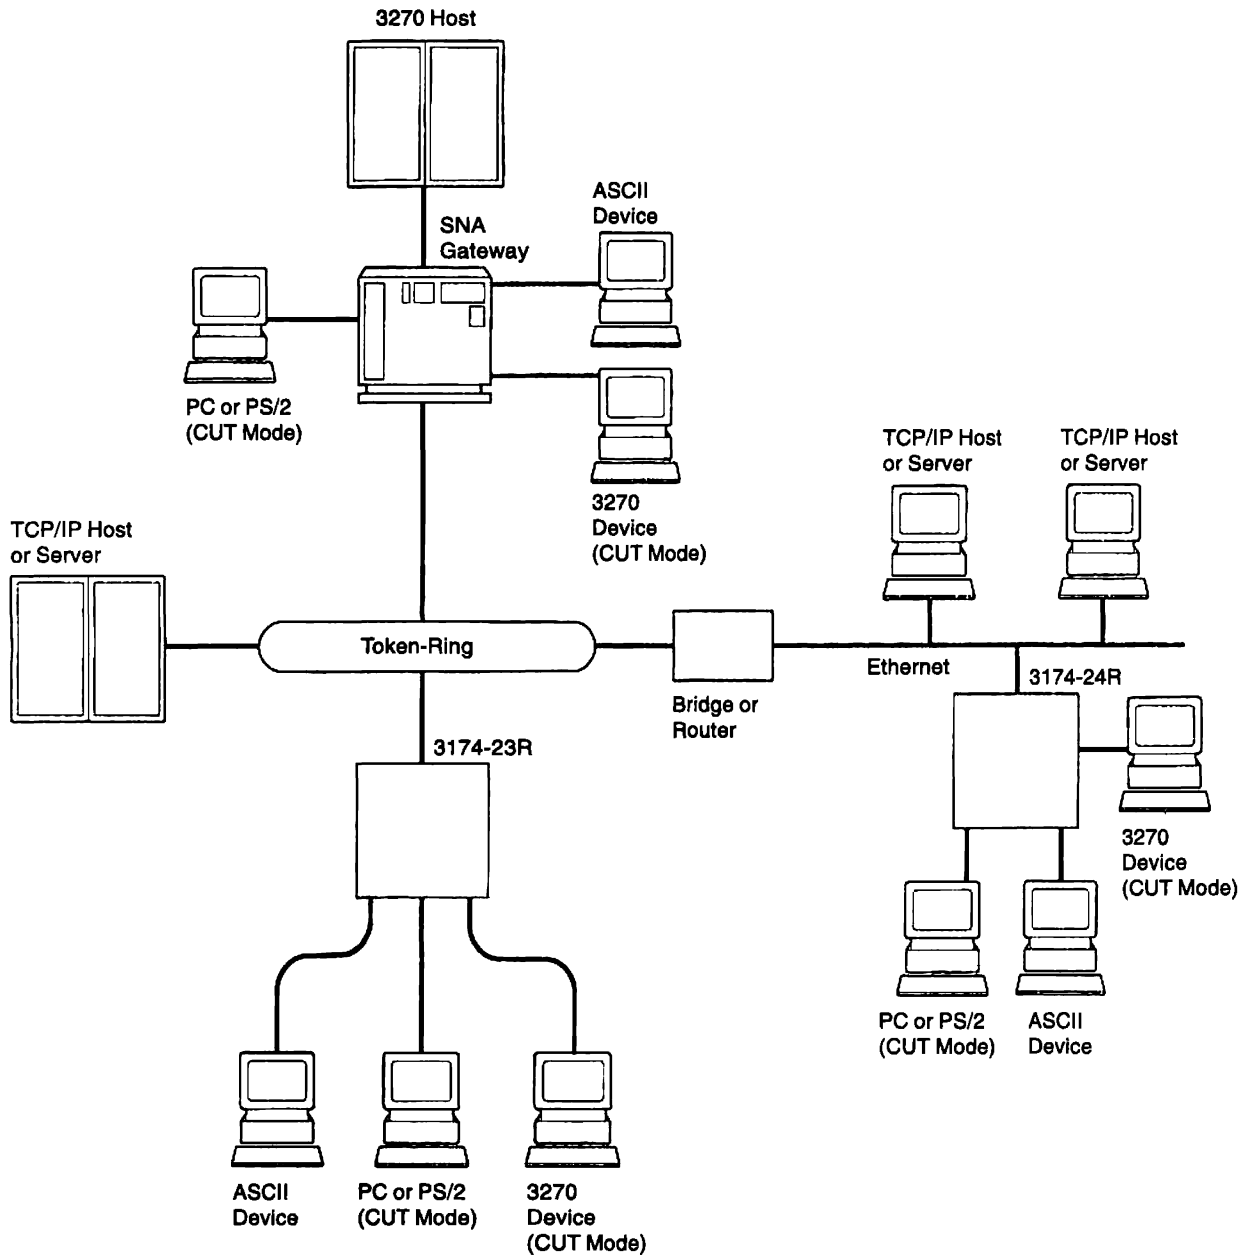 3270 Host
ASCII
Device
SNA
Gateway
PC or PS/2
(CUT Mode)
3270
Device
(CUT Mode)
TCP/IP Host
or Server
TCP/IP Host
or Server
TCP/IP Host
or Server
Token-Ring
Bridge or
Router
Ethernet
3174-24R
3174-23R
3270
Device
(CUT Mode)
PC or PS/2
(CUT Mode)
ASCII
Device
ASCII
Device
PC or PS/2
(CUT Mode)
3270
Device
(CUT Mode)